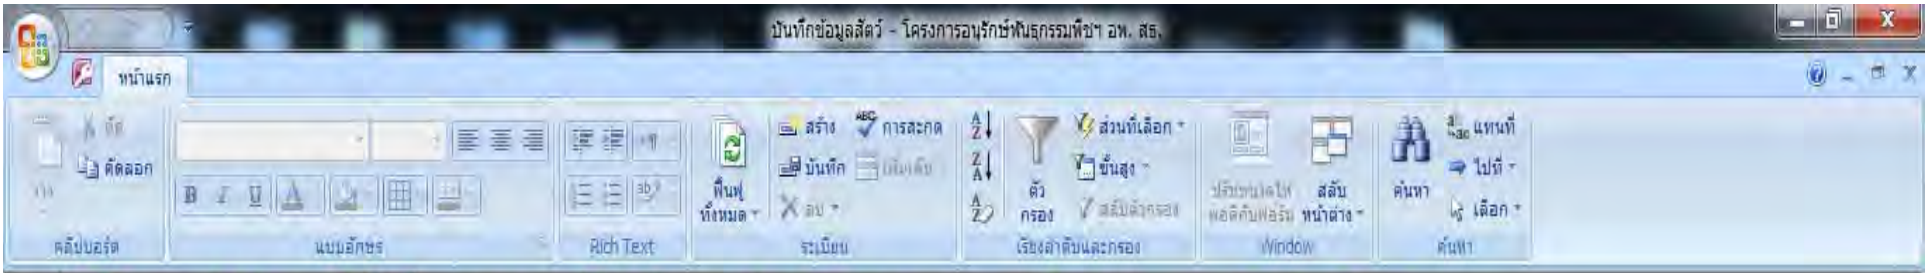 บันทึกข้อมูลสัตว์ - โครงการอนุรักษ์พันธุกรรมพืชฯ อพ. สธ.
หน้าแรก
ตัด
คัดลอก
คลิปบอร์ด
B I U A
แบบอักษร
Rich Text
ฟื้นฟู
ทั้งหมด
สร้าง
บันทึก
ลบ
ABC
การสะกด
เพิ่มเติม
ระเบียน
ตัว
กรอง
ส่วนที่เลือก
ขั้นสูง
สลับตัวกรอง
เรียงลำดับและกรอง
ปรับขนาดให้
พอดีกับฟอร์ม
สลับ
หน้าต่าง
Window
ค้นหา
แทนที่
ไปที่
เลือก
ค้นหา